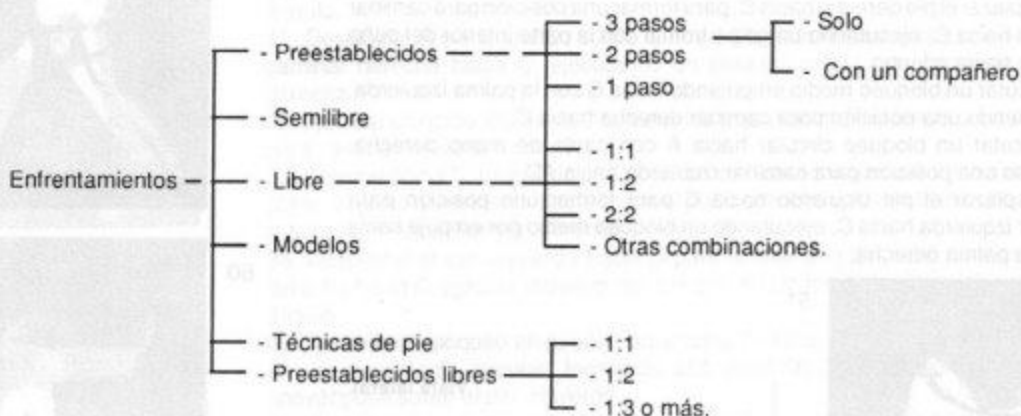 - 3 pasos
- Solo
- Preestablecidos
- 2 pasos
- Con un compañero
- 1 paso
- Semilibre
- 1:1
Enfrentamientos
- Libre
- 1:2
- 2:2
- Modelos
- Otras combinaciones.
- Técnicas de pie
- 1:1
- Preestablecidos libres
- 1:2
- 1:3 o más.